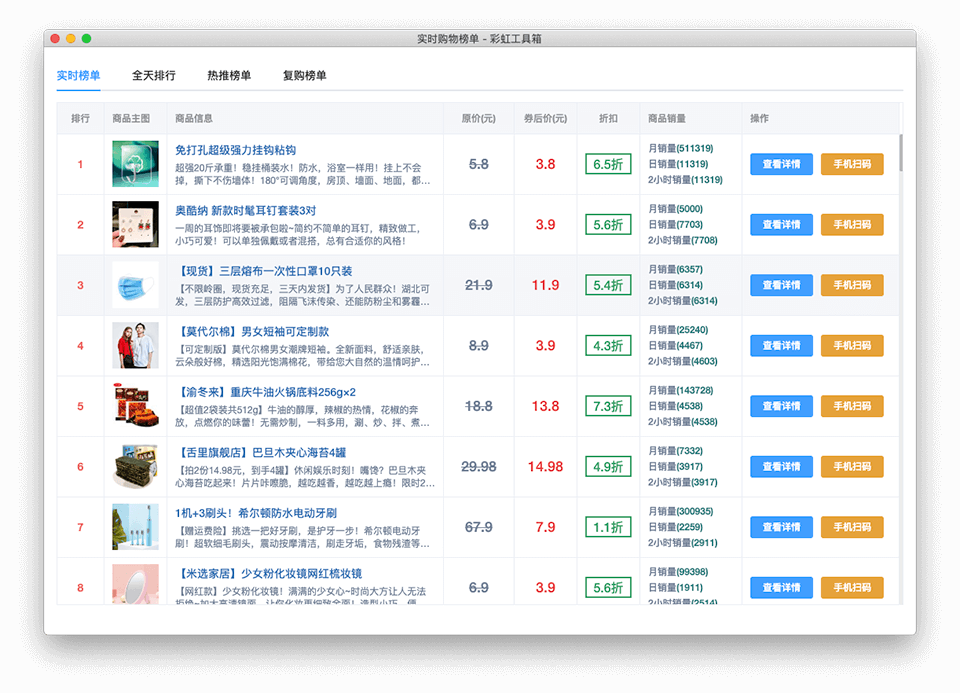 实时购物榜单 - 彩虹工具箱
实时榜单 全天排行 热推榜单 复购榜单
排行 商品主图 商品信息 原价(元) 券后价(元) 折扣 商品销量 操作
1
免打孔超级强力挂钩粘钩
超强20斤承重！稳挂桶装水！防水，浴室一样用！挂上不会
掉，撕下不伤墙体！180°可调角度，房顶、墙面、地面，都...
5.8 3.8 6.5折
月销量(511319)
日销量(11319)
2小时销量(11319)
查看详情 手机扫码
2
奥酷纳 新款时髦耳钉套装3对
一周的耳饰即将要被承包啦~简约不简单的耳钉，精致做工，
小巧可爱！可以单独佩戴或者混搭，总有合适你的风格！
6.9 3.9 5.6折
月销量(5000)
日销量(7703)
2小时销量(7708)
查看详情 手机扫码
3
【现货】三层熔布一次性口罩10只装
【不限岭圈，现货充足，三天内发货】为了人民群众！湖北可
发，三层防护高效过滤，阻隔飞沫传染、还能防粉尘和雾霾...
21.9 11.9 5.4折
月销量(6357)
日销量(6314)
2小时销量(6314)
查看详情 手机扫码
4
【莫代尔棉】男女短袖可定制款
【可定制版】莫代尔棉男女潮牌短袖。全新面料，舒适亲肤，
云朵般好棉，精选阳光饱满棉花，带给您大自然的温情呵护...
8.9 3.9 4.3折
月销量(25240)
日销量(4467)
2小时销量(4603)
查看详情 手机扫码
5
【渝冬来】重庆牛油火锅底料256g×2
【超值2袋装共512g】牛油的醇厚，辣椒的热情，花椒的奔
放，点燃你的味蕾！无需炒制，一料多用，涮、炒、拌、煮...
18.8 13.8 7.3折
月销量(143728)
日销量(4538)
2小时销量(4538)
查看详情 手机扫码
6
【舌里旗舰店】巴旦木夹心海苔4罐
【拍2份14.98元，到手4罐】休闲娱乐时刻！嘴馋？巴旦木夹
心海苔吃起来！片片咔嚓脆，越吃越香，越吃越上瘾！限时2...
29.98 14.98 4.9折
月销量(7332)
日销量(3917)
2小时销量(3917)
查看详情 手机扫码
7
1机+3刷头！希尔顿防水电动牙刷
【赠运费险】挑选一把好牙刷，是护牙一步！希尔顿电动牙
刷！超软细毛刷头，震动按摩清洁，刷走牙垢，食物残渣等...
67.9 7.9 1.1折
月销量(300935)
日销量(2259)
2小时销量(2911)
查看详情 手机扫码
8
【米选家居】少女粉化妆镜网红梳妆镜
【网红款】少女粉化妆镜！满满的少女心~时尚大方让人无法
拒绝~加大高清镜面，让你化妆更细致全面！造型小巧，便
6.9 3.9 5.6折
月销量(99398)
日销量(1911)
2小时销量(2514)
查看详情 手机扫码